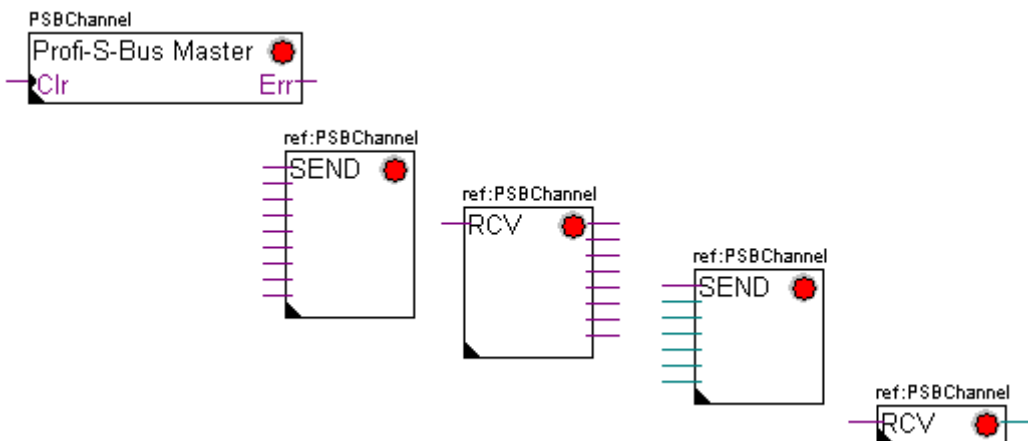 PSBChannel
Profi-S-Bus Master
Clr Err
ref:PSBChannel
SEND
ref:PSBChannel
RCV
ref:PSBChannel
SEND
ref:PSBChannel
RCV